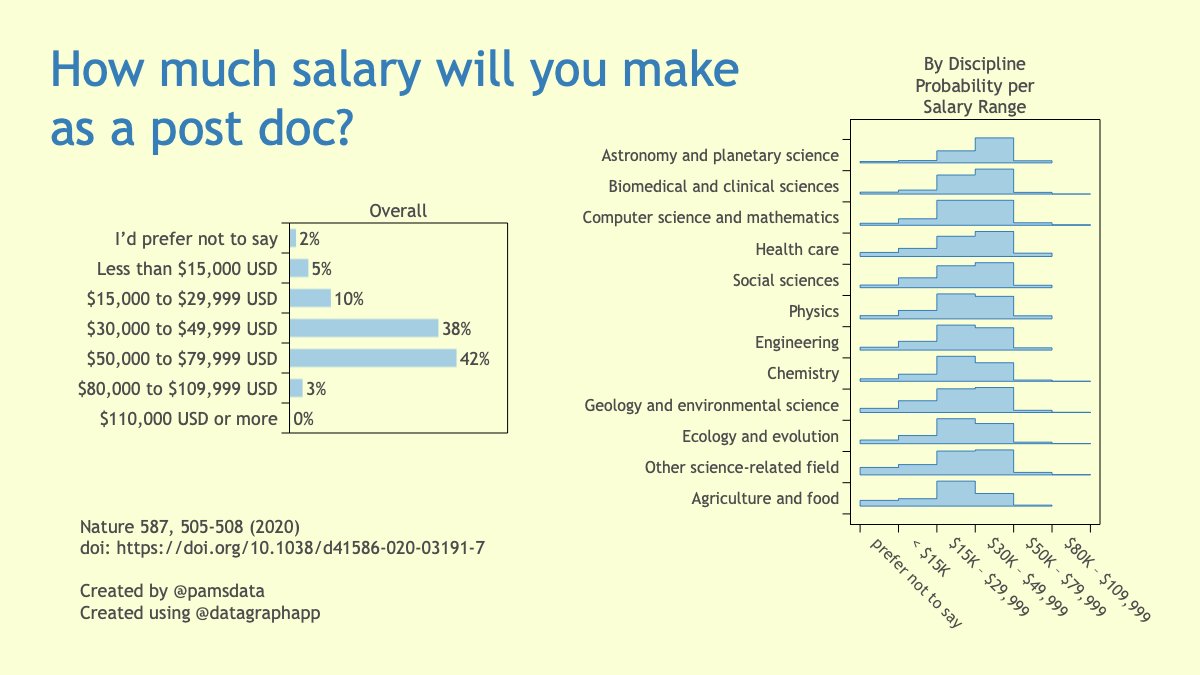 How much salary will you make
as a post doc?
Overall
I’d prefer not to say 2%
Less than $15,000 USD 5%
$15,000 to $29,999 USD 10%
$30,000 to $49,999 USD 38%
$50,000 to $79,999 USD 42%
$80,000 to $109,999 USD 3%
$110,000 USD or more 0%
Nature 587, 505-508 (2020)
doi: https://doi.org/10.1038/d41586-020-03191-7
Created by @pamsdata
Created using @datagraphapp
By Discipline
Probability per
Salary Range
Astronomy and planetary science
Biomedical and clinical sciences
Computer science and mathematics
Health care
Social sciences
Physics
Engineering
Chemistry
Geology and environmental science
Ecology and evolution
Other science-related field
Agriculture and food
prefer not to say
< $15K
$15K - $29,999
$30K - $49,999
$50K - $79,999
$80K - $109,999